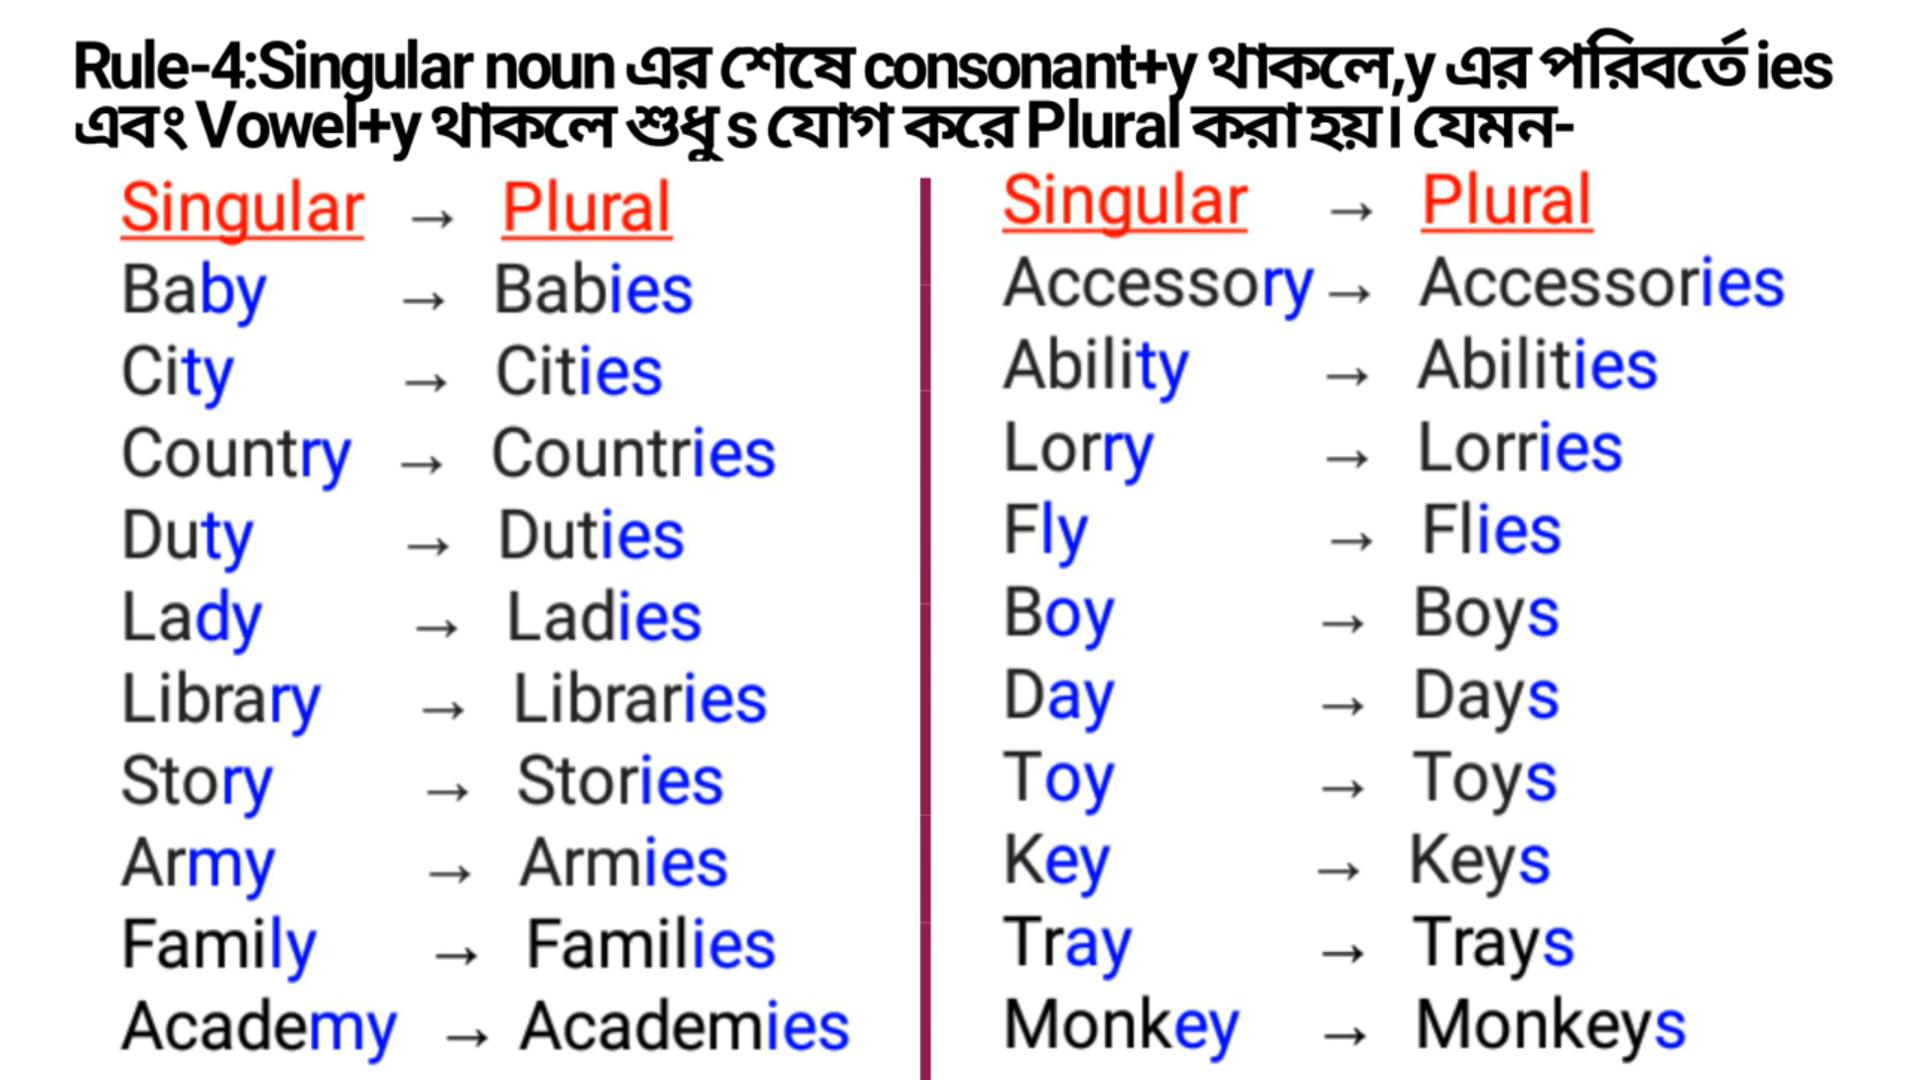 Rule-4:Singular noun এর শেষে consonant+y থাকলে,y এর পরিবর্তে ies
এবং Vowel+y থাকলে শুধু s যোগ করে Plural করা হয়। যেমন-
Singular → Plural
Baby → Babies
City → Cities
Country → Countries
Duty → Duties
Lady → Ladies
Library → Libraries
Story → Stories
Army → Armies
Family → Families
Academy → Academies
Singular → Plural
Accessory → Accessories
Ability → Abilities
Lorry → Lorries
Fly → Flies
Boy → Boys
Day → Days
Toy → Toys
Key → Keys
Tray → Trays
Monkey → Monkeys